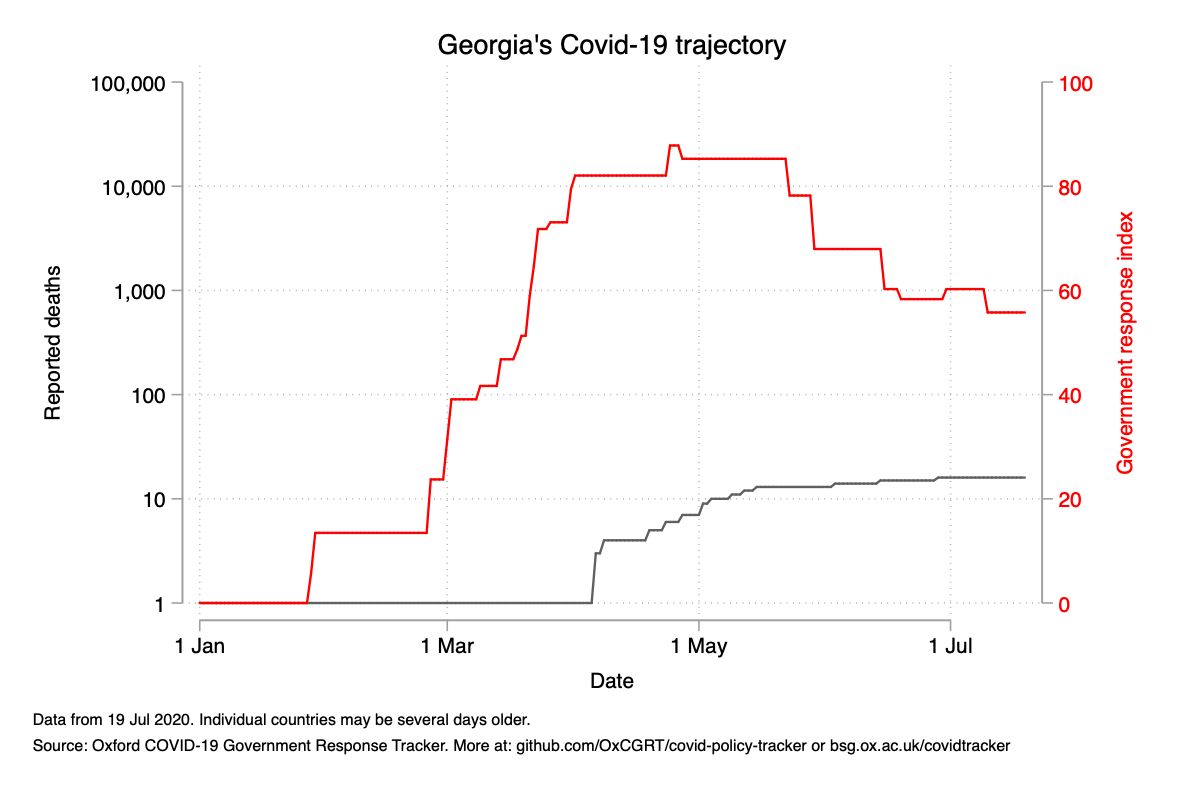 Georgia's Covid-19 trajectory
100,000
10,000
1,000
100
10
1
Reported deaths
100
80
60
40
20
0
Government response index
1 Jan
1 Mar
1 May
1 Jul
Date
Data from 19 Jul 2020. Individual countries may be several days older.
Source: Oxford COVID-19 Government Response Tracker. More at: github.com/OxCGRT/covid-policy-tracker or bsg.ox.ac.uk/covidtracker